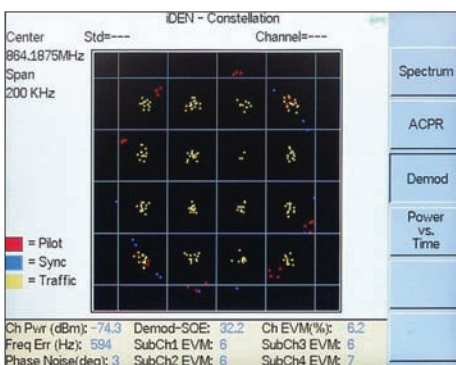 iDEN - Constellation
Center Std=--- Channel=---
864.1875MHz
Span
200 KHz
Spectrum
ACPR
Demod
Power
vs.
Time
= Pilot
= Sync
= Traffic
Ch Pwr (dBm): -74.3 Demod-SQE: 32.2 Ch EVM(%): 6.2
Freq Err (Hz): 594 SubCh1 EVM: 6 SubCh3 EVM: 6
Phase Noise(deg): 3 SubCh2 EVM: 6 SubCh4 EVM: 7